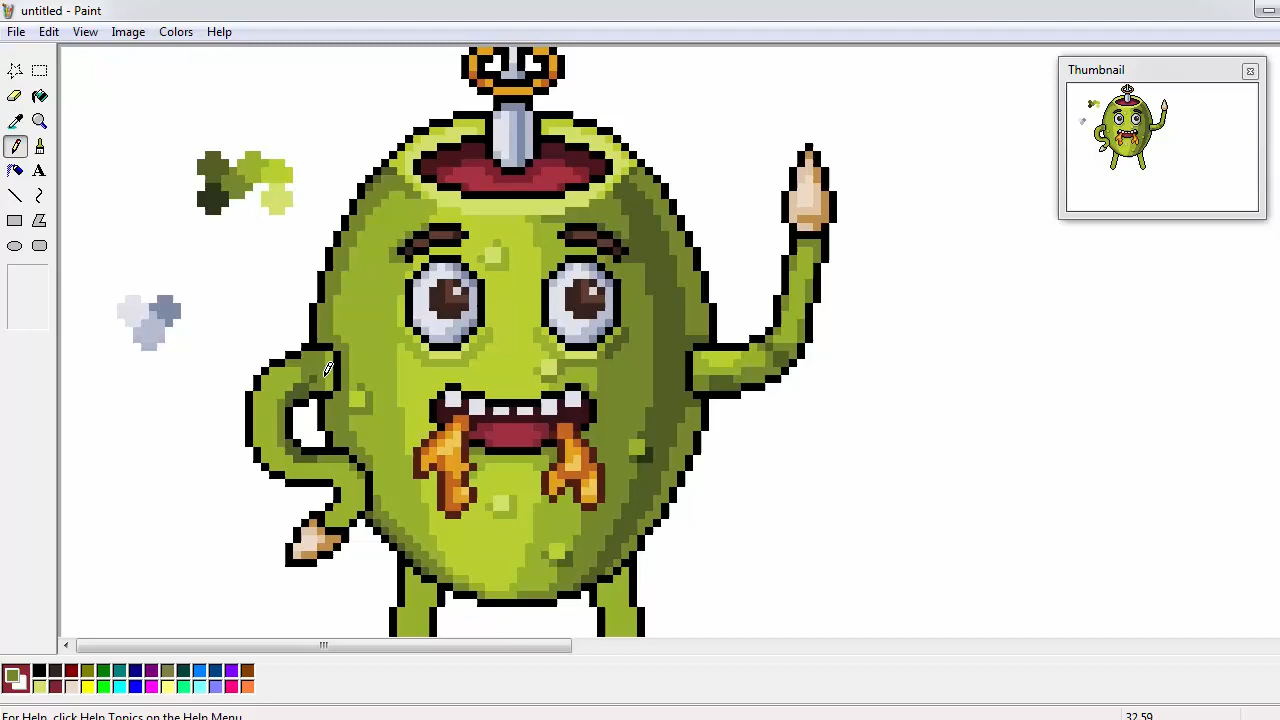 untitled - Paint
File Edit View Image Colors Help
Thumbnail
A
For Help, click Help Topics on the Help Menu.
32,59